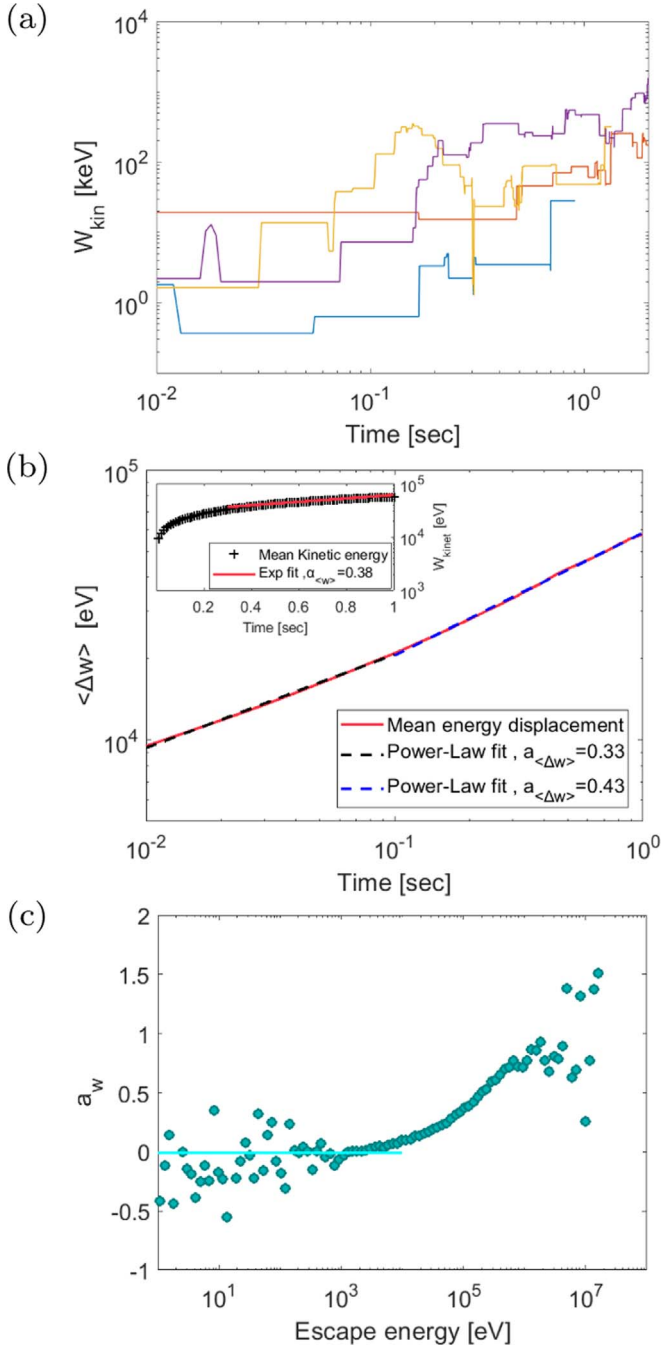 (a)
10^4
10^2
10^0
W_kin [keV]
10^-2
10^-1
10^0
Time [sec]
(b)
10^5
10^4
<Δw> [eV]
10^5
10^4
10^3
W_kinet [eV]
+ Mean Kinetic energy
Exp fit ,α_<w>=0.38
0.2
0.4
0.6
0.8
1
Time [sec]
Mean energy displacement
Power-Law fit , a_<Δw>=0.33
Power-Law fit , a_<Δw>=0.43
10^-2
10^-1
10^0
Time [sec]
(c)
2
1.5
1
0.5
0
-0.5
-1
a_w
10^1
10^3
10^5
10^7
Escape energy [eV]